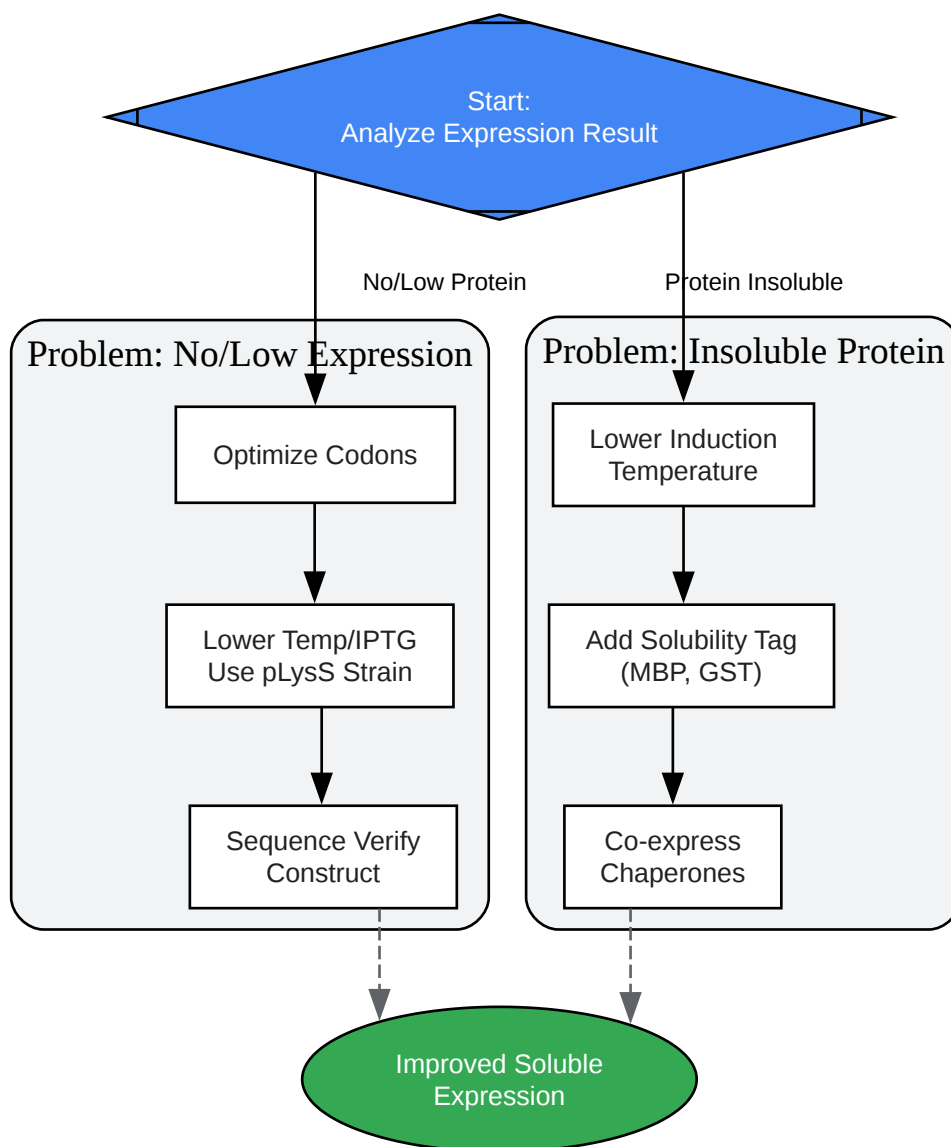 Start:
Analyze Expression Result
No/Low Protein
Protein Insoluble
Problem: No/Low Expression
Optimize Codons
Lower Temp/IPTG
Use pLysS Strain
Sequence Verify
Construct
Problem: Insoluble Protein
Lower Induction
Temperature
Add Solubility Tag
(MBP, GST)
Co-express
Chaperones
Improved Soluble
Expression